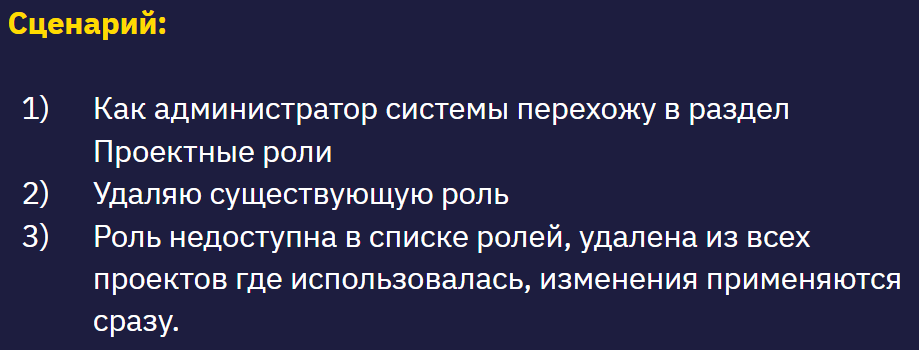 Сценарий:
1) Как администратор системы перехожу в раздел
Проектные роли
2) Удаляю существующую роль
3) Роль недоступна в списке ролей, удалена из всех
проектов где использовалась, изменения применяются
сразу.